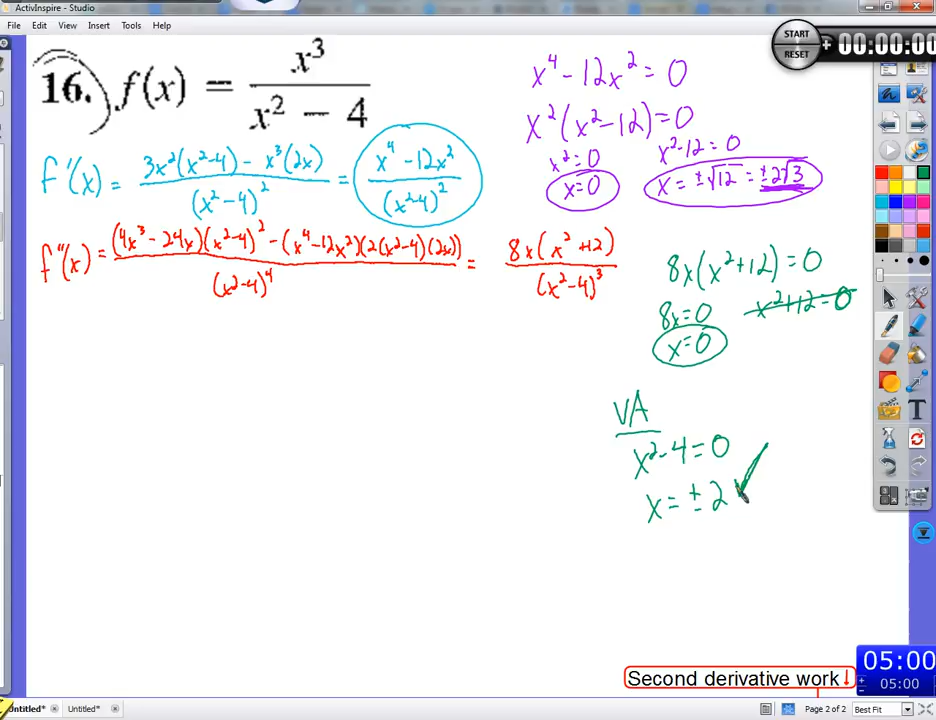 ActivInspire - Studio
File Edit View Insert Tools Help
START
RESET
00:00:00
16. f(x) = x³ / (x² − 4)
f'(x) = (3x²(x²-4) - x³(2x)) / (x²-4)² = (x⁴ -12x²) / (x²-4)²
f''(x) = ((4x³ - 24x)(x²-4)² - (x⁴-12x²)(2(x²-4)(2x))) / (x²-4)⁴ = 8x(x² +12) / (x²-4)³
x⁴ -12x² = 0
x²(x²-12) = 0
x² = 0
x = 0
x²-12 = 0
x = ±√12 = ±2√3
8x(x²+12) = 0
8x = 0
x²+12 = 0
x = 0
VA
x²-4 = 0
x = ±2 ✓
05:00
05:00
Second derivative work ↓
Untitled* Untitled*
Page 2 of 2 Best Fit